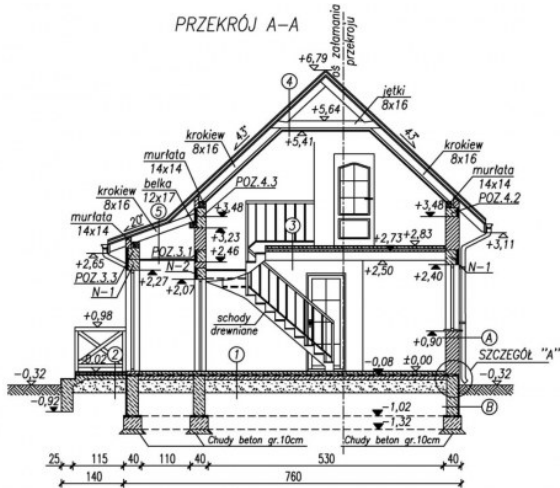 PRZEKRÓJ A-A
oś załamania
przekroju
+6,79
4
jętki
8x16
+5,64
+5,41
43°
43°
krokiew
8x16
krokiew
8x16
murłata
14x14
murłata
14x14
POZ.4.3
POZ.4.2
belka
12x17
krokiew
8x16
5
20°
murłata
14x14
+3,48
+3,48
+3,11
+3,23
3
+2,73
+2,83
POZ.3.1
+2,46
+2,65
N-2
+2,50
+2,40
N-1
POZ.3.3
+2,27
+2,07
N-1
schody
drewniane
+0,98
+0,90
A
SZCZEGÓŁ "A"
-0,02
2
1
-0,08
±0,00
-0,32
-0,32
-0,92
-1,02
B
-1,32
Chudy beton gr.10cm
Chudy beton gr.10cm
25
115
40
110
40
530
40
140
760